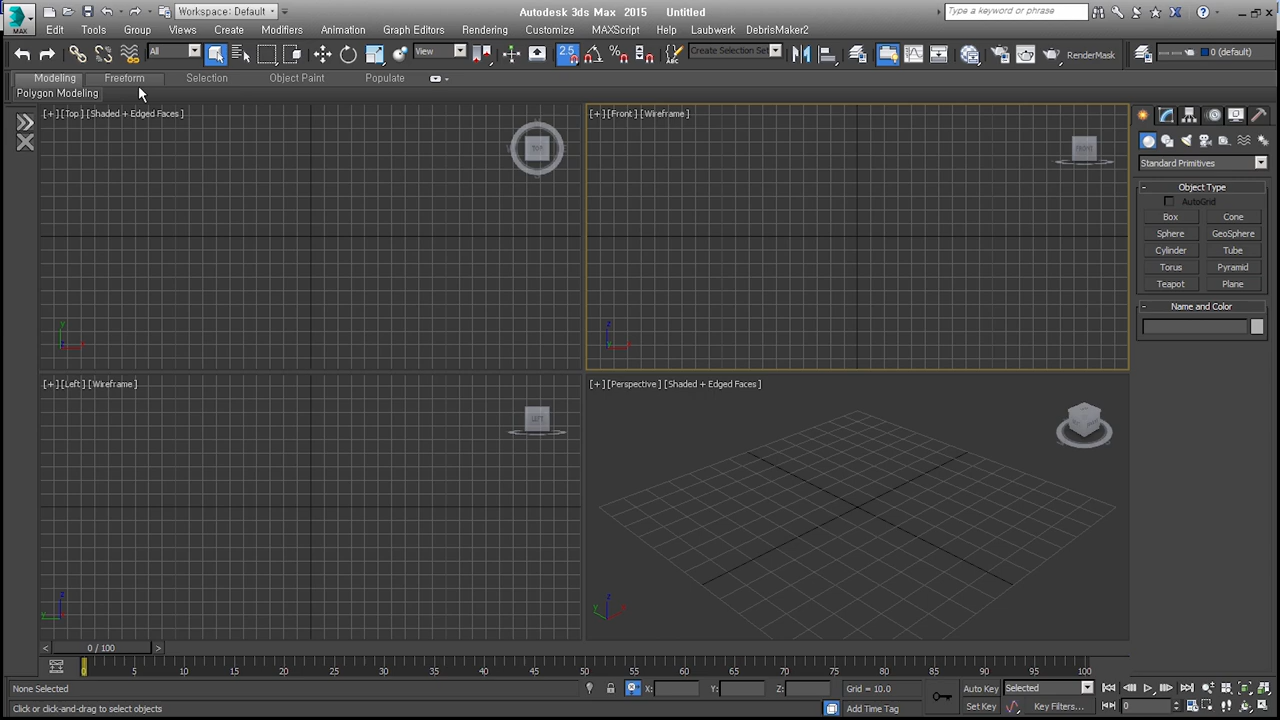 Workspace: Default
Autodesk 3ds Max 2015 Untitled
Type a keyword or phrase
MAX
Edit Tools Group Views Create Modifiers Animation Graph Editors Rendering Customize MAXScript Help Laubwerk DebrisMaker2
All
View
2.5
Create Selection Set
RenderMask
0 (default)
Modeling Freeform Selection Object Paint Populate
Polygon Modeling
[+] [Top] [Shaded + Edged Faces]
TOP
[+] [Front] [Wireframe]
FRONT
Standard Primitives
- Object Type
AutoGrid
Box Cone
Sphere GeoSphere
Cylinder Tube
Torus Pyramid
Teapot Plane
- Name and Color
[+] [Left] [Wireframe]
LEFT
[+] [Perspective] [Shaded + Edged Faces]
< 0 / 100 >
0 5 10 15 20 25 30 35 40 45 50 55 60 65 70 75 80 85 90 95 100
None Selected
X: Y: Z: Grid = 10.0
Auto Key Selected
Click or click-and-drag to select objects
Add Time Tag
Set Key Key Filters... 0